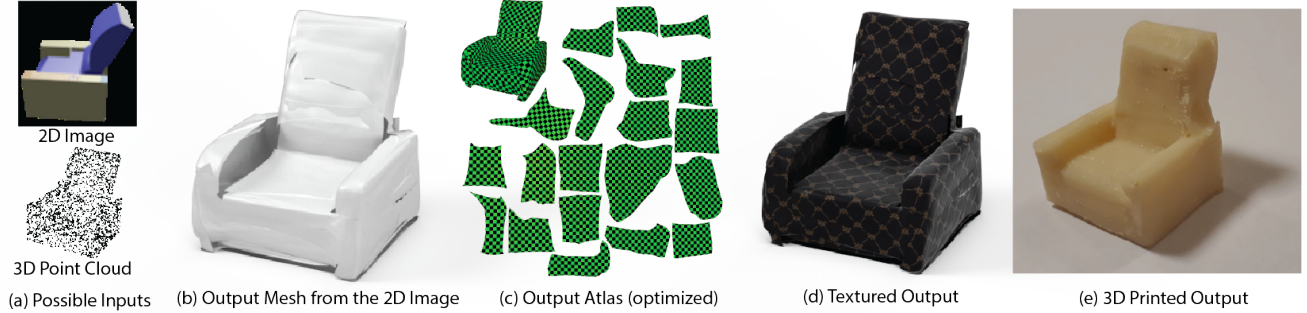 2D Image
3D Point Cloud
(a) Possible Inputs
(b) Output Mesh from the 2D Image
(c) Output Atlas (optimized)
(d) Textured Output
(e) 3D Printed Output